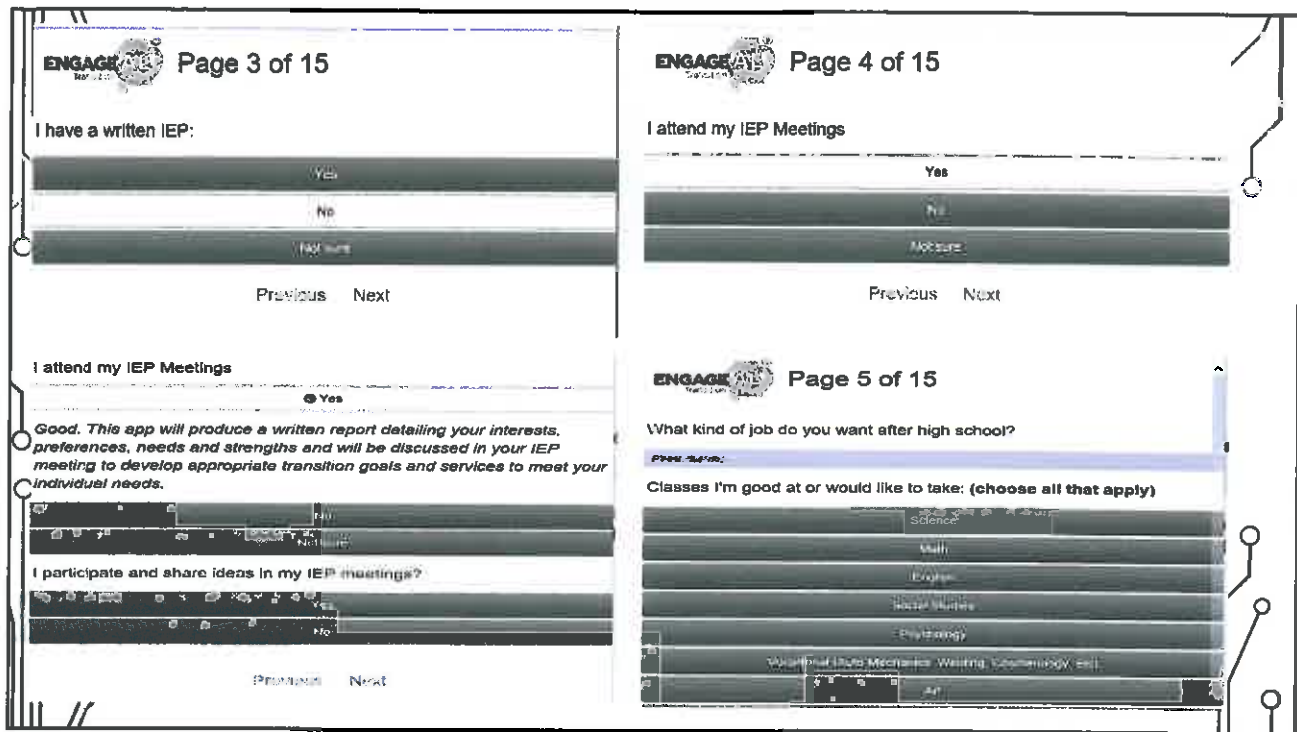 ENGAGE Page 3 of 15
I have a written IEP:
Yes
No
Not sure
Previous Next
ENGAGE Page 4 of 15
I attend my IEP Meetings
Yes
No
Not sure
Previous Next
I attend my IEP Meetings
Yes
Good. This app will produce a written report detailing your interests,
preferences, needs and strengths and will be discussed in your IEP
meeting to develop appropriate transition goals and services to meet your
individual needs.
No
Not sure
I participate and share ideas in my IEP meetings?
Yes
No
Previous Next
ENGAGE Page 5 of 15
What kind of job do you want after high school?
Classes I'm good at or would like to take: (choose all that apply)
Science
Math
English
Social Studies
Psychology
Vocational (Auto Mechanics, Welding, Cosmetology, etc)
Art